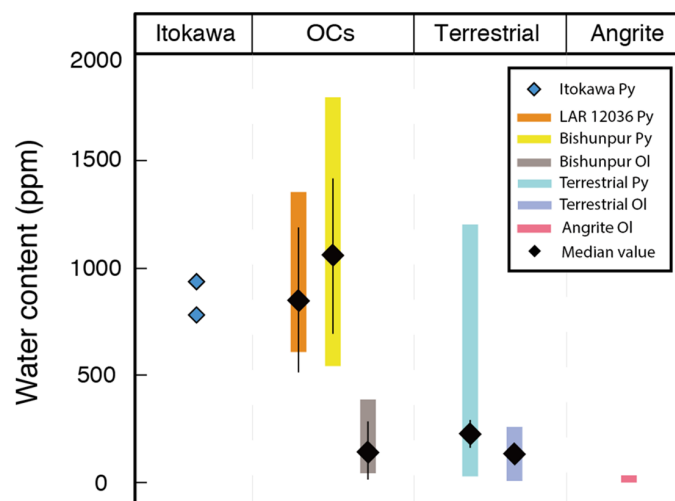 Itokawa OCs Terrestrial Angrite
2000
1500
1000
500
0
Water content (ppm)
Itokawa Py
LAR 12036 Py
Bishunpur Py
Bishunpur Ol
Terrestrial Py
Terrestrial Ol
Angrite Ol
Median value